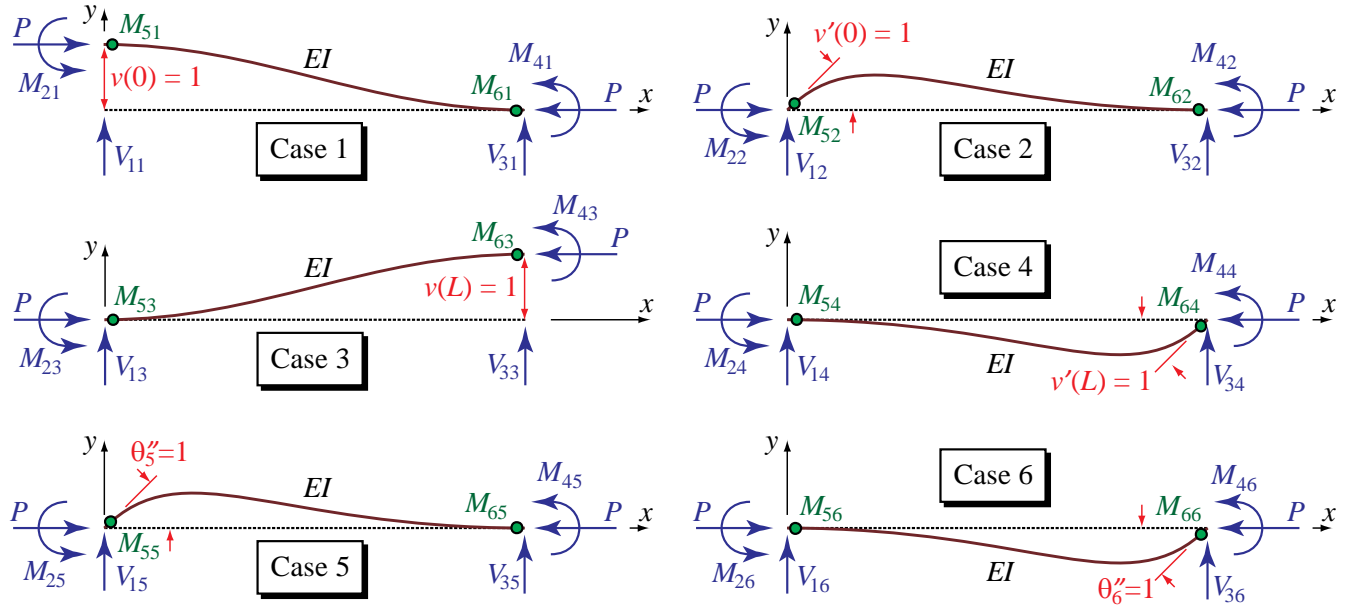 y M₅₁
P EI M₄₁
M₂₁ v(0) = 1 M₆₁ P x
V₁₁ Case 1 V₃₁
y v′(0) = 1 EI M₄₂
P M₆₂ P x
M₂₂ M₅₂
V₁₂ Case 2 V₃₂
y M₄₃
EI M₆₃ P
P M₅₃ v(L) = 1 x
M₂₃ V₁₃ Case 3 V₃₃
y Case 4 M₄₄
P M₅₄ M₆₄ P x
M₂₄ V₁₄ EI v′(L) = 1 V₃₄
y θ₅″=1 EI M₄₅
P M₆₅ P x
M₂₅ M₅₅
V₁₅ Case 5 V₃₅
y Case 6 M₄₆
P M₅₆ M₆₆ P x
M₂₆ V₁₆ EI θ₆″=1 V₃₆